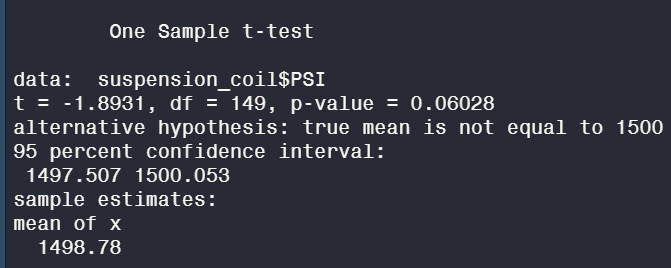 One Sample t-test
data:  suspension_coil$PSI
t = -1.8931, df = 149, p-value = 0.06028
alternative hypothesis: true mean is not equal to 1500
95 percent confidence interval:
1497.507 1500.053
sample estimates:
mean of x
1498.78